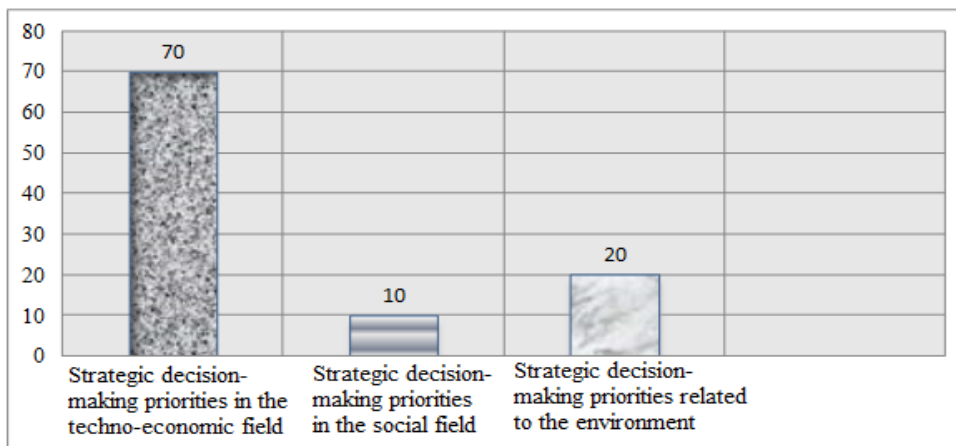 80
70
60
50
40
30
20
10
0
70
10
20
Strategic decision-
making priorities in the
techno-economic field
Strategic decision-
making priorities
in the social field
Strategic decision-
making priorities related
to the environment